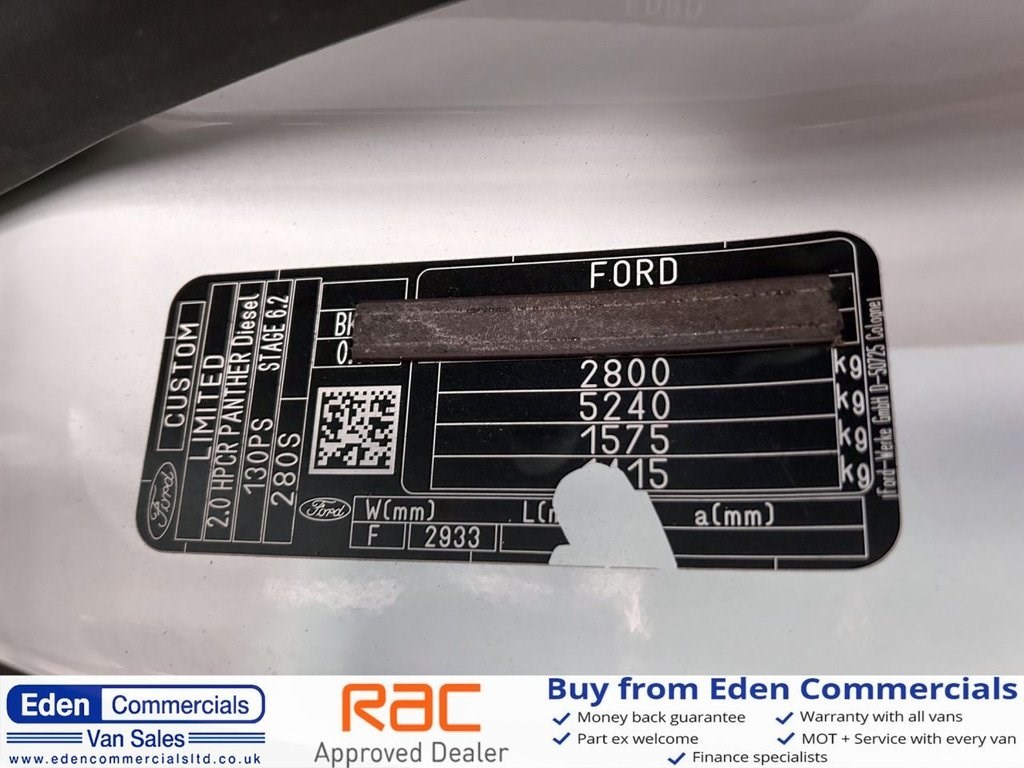 FORD
CUSTOM
LIMITED
2.0 HPCR PANTHER Diesel
130PS
STAGE 6.2
280S
Ford
BK
0.
2800 kg
5240 kg
1575 kg
415 kg
Ford-Werke GmbH D-50725 Cologne
Ford
W(mm)
a(mm)
F
2933
Eden Commercials
Van Sales
www.edencommercialsltd.co.uk
RAC
Approved Dealer
Buy from Eden Commercials
Money back guarantee
Warranty with all vans
Part ex welcome
MOT + Service with every van
Finance specialists